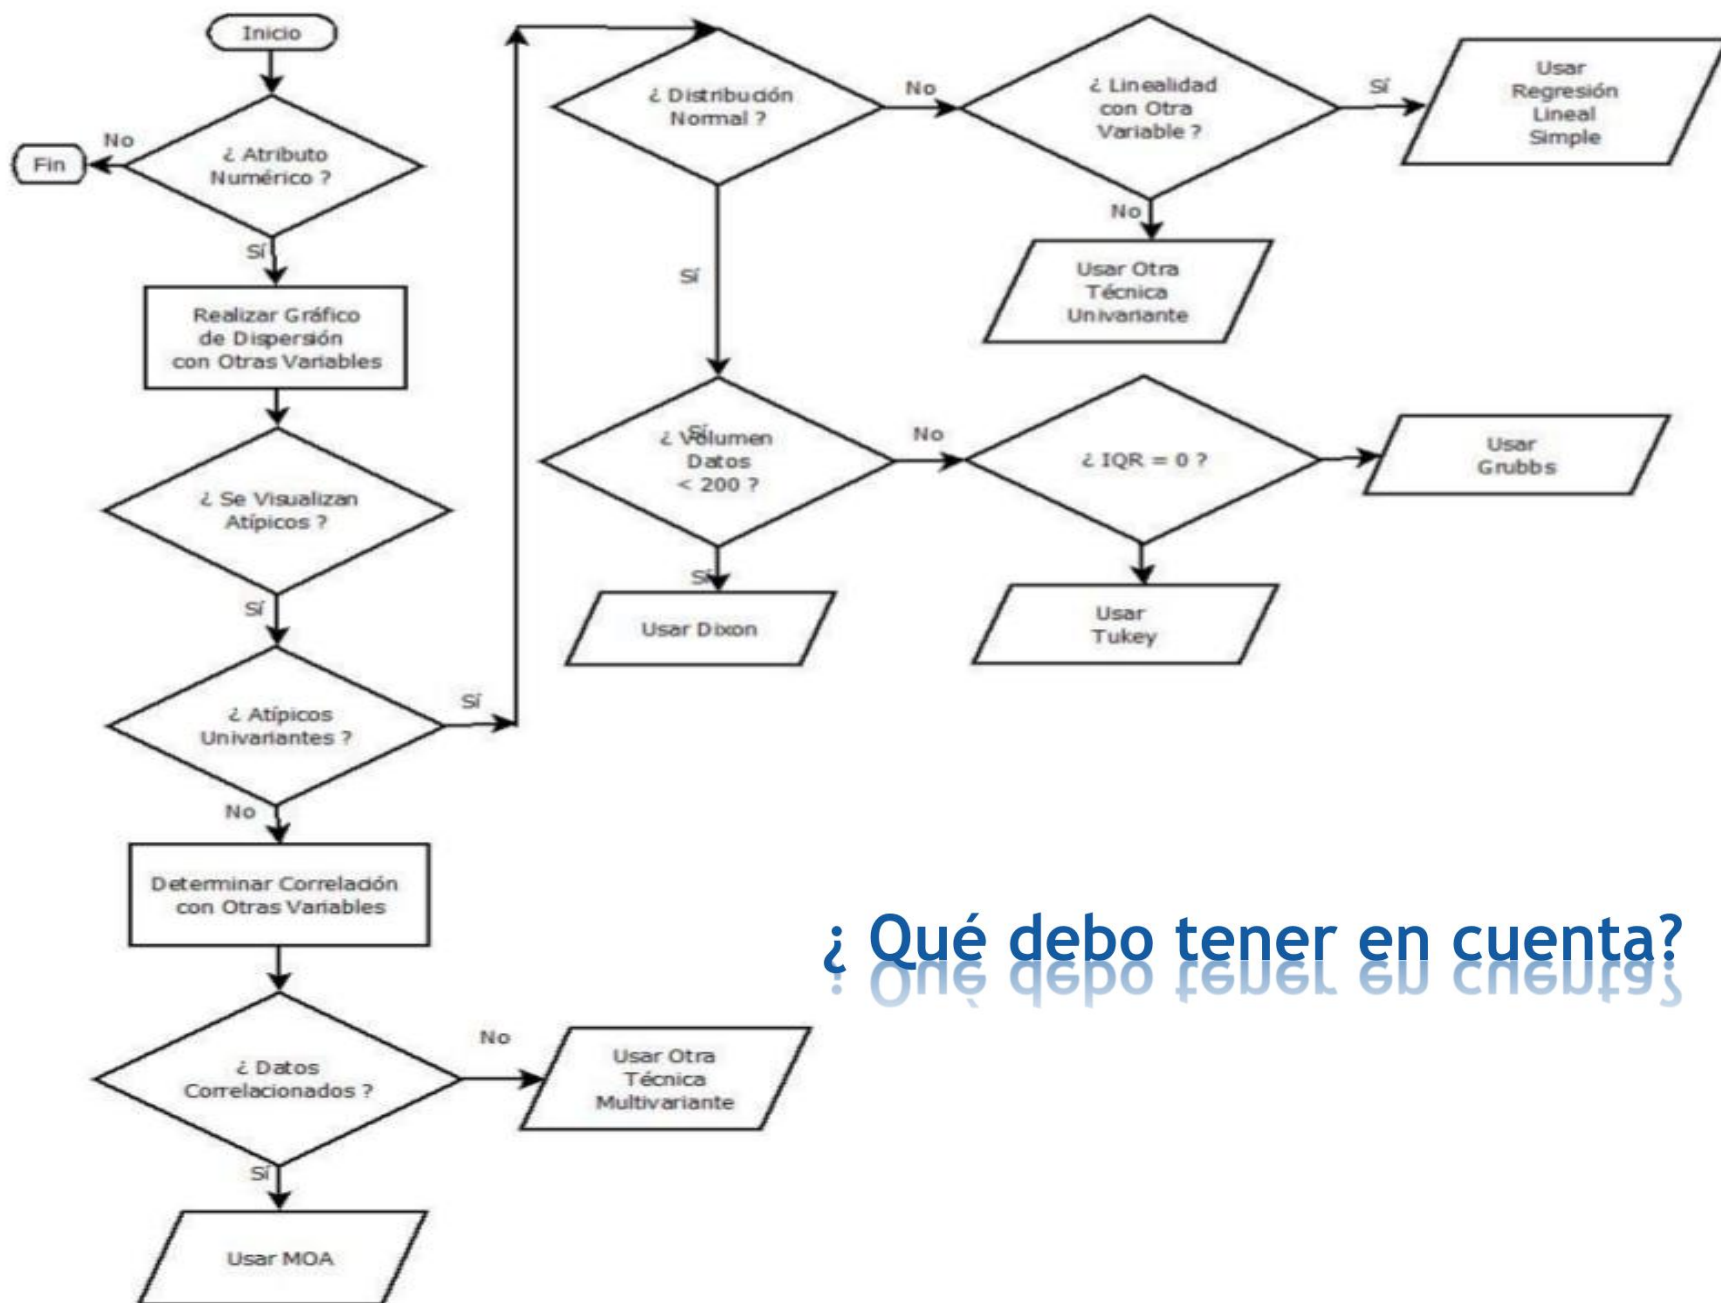 Inicio
¿ Atributo
Numérico ?
No
Fin
Sí
Realizar Gráfico
de Dispersión
con Otras Variables
¿ Se Visualizan
Atípicos ?
Sí
¿ Atípicos
Univariantes ?
Sí
No
Determinar Correlación
con Otras Variables
¿ Datos
Correlacionados ?
No
Usar Otra
Técnica
Multivariante
Sí
Usar MOA
¿ Distribución
Normal ?
No
¿ Linealidad
con Otra
Variable ?
Sí
Usar
Regresión
Lineal
Simple
No
Usar Otra
Técnica
Univariante
Sí
Sí
¿ Volumen
Datos
< 200 ?
No
¿ IQR = 0 ?
Usar
Grubbs
Sí
Usar Dixon
Usar
Tukey
¿ Qué debo tener en cuenta?